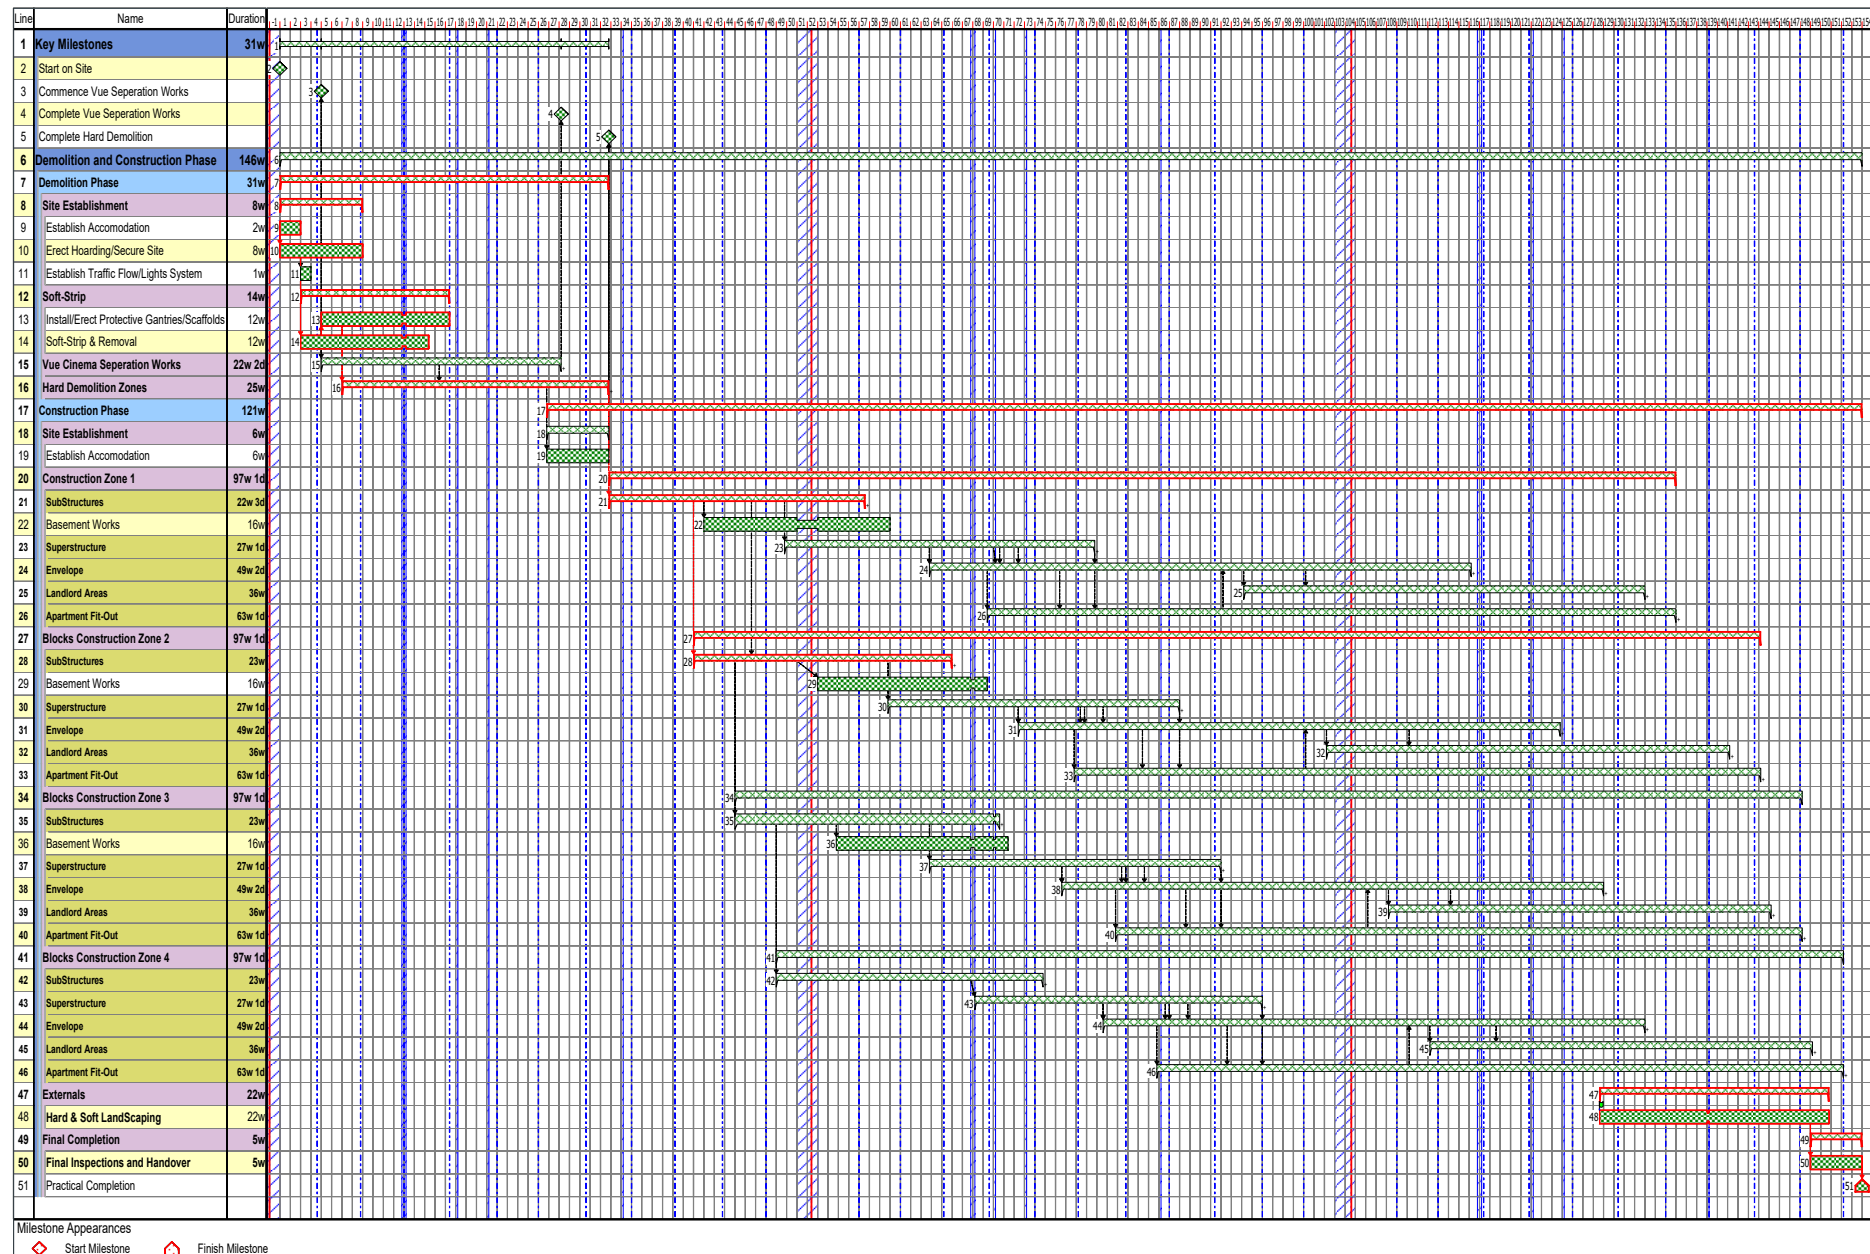 Line Name Duration
1 Key Milestones 31w
2 Start on Site
3 Commence Vue Seperation Works
4 Complete Vue Seperation Works
5 Complete Hard Demolition
6 Demolition and Construction Phase 146w
7 Demolition Phase 31w
8 Site Establishment 8w
9 Establish Accomodation 2w
10 Erect Hoarding/Secure Site 8w
11 Establish Traffic Flow/Lights System 1w
12 Soft-Strip 14w
13 Install/Erect Protective Gantries/Scaffolds 12w
14 Soft-Strip & Removal 12w
15 Vue Cinema Seperation Works 22w 2d
16 Hard Demolition Zones 25w
17 Construction Phase 121w
18 Site Establishment 6w
19 Establish Accomodation 6w
20 Construction Zone 1 97w 1d
21 SubStructures 22w 3d
22 Basement Works 16w
23 Superstructure 27w 1d
24 Envelope 49w 2d
25 Landlord Areas 36w
26 Apartment Fit-Out 63w 1d
27 Blocks Construction Zone 2 97w 1d
28 SubStructures 23w
29 Basement Works 16w
30 Superstructure 27w 1d
31 Envelope 49w 2d
32 Landlord Areas 36w
33 Apartment Fit-Out 63w 1d
34 Blocks Construction Zone 3 97w 1d
35 SubStructures 23w
36 Basement Works 16w
37 Superstructure 27w 1d
38 Envelope 49w 2d
39 Landlord Areas 36w
40 Apartment Fit-Out 63w 1d
41 Blocks Construction Zone 4 97w 1d
42 SubStructures 23w
43 Superstructure 27w 1d
44 Envelope 49w 2d
45 Landlord Areas 36w
46 Apartment Fit-Out 63w 1d
47 Externals 22w
48 Hard & Soft LandScaping 22w
49 Final Completion 5w
50 Final Inspections and Handover 5w
51 Practical Completion
Milestone Appearances
Start Milestone Finish Milestone